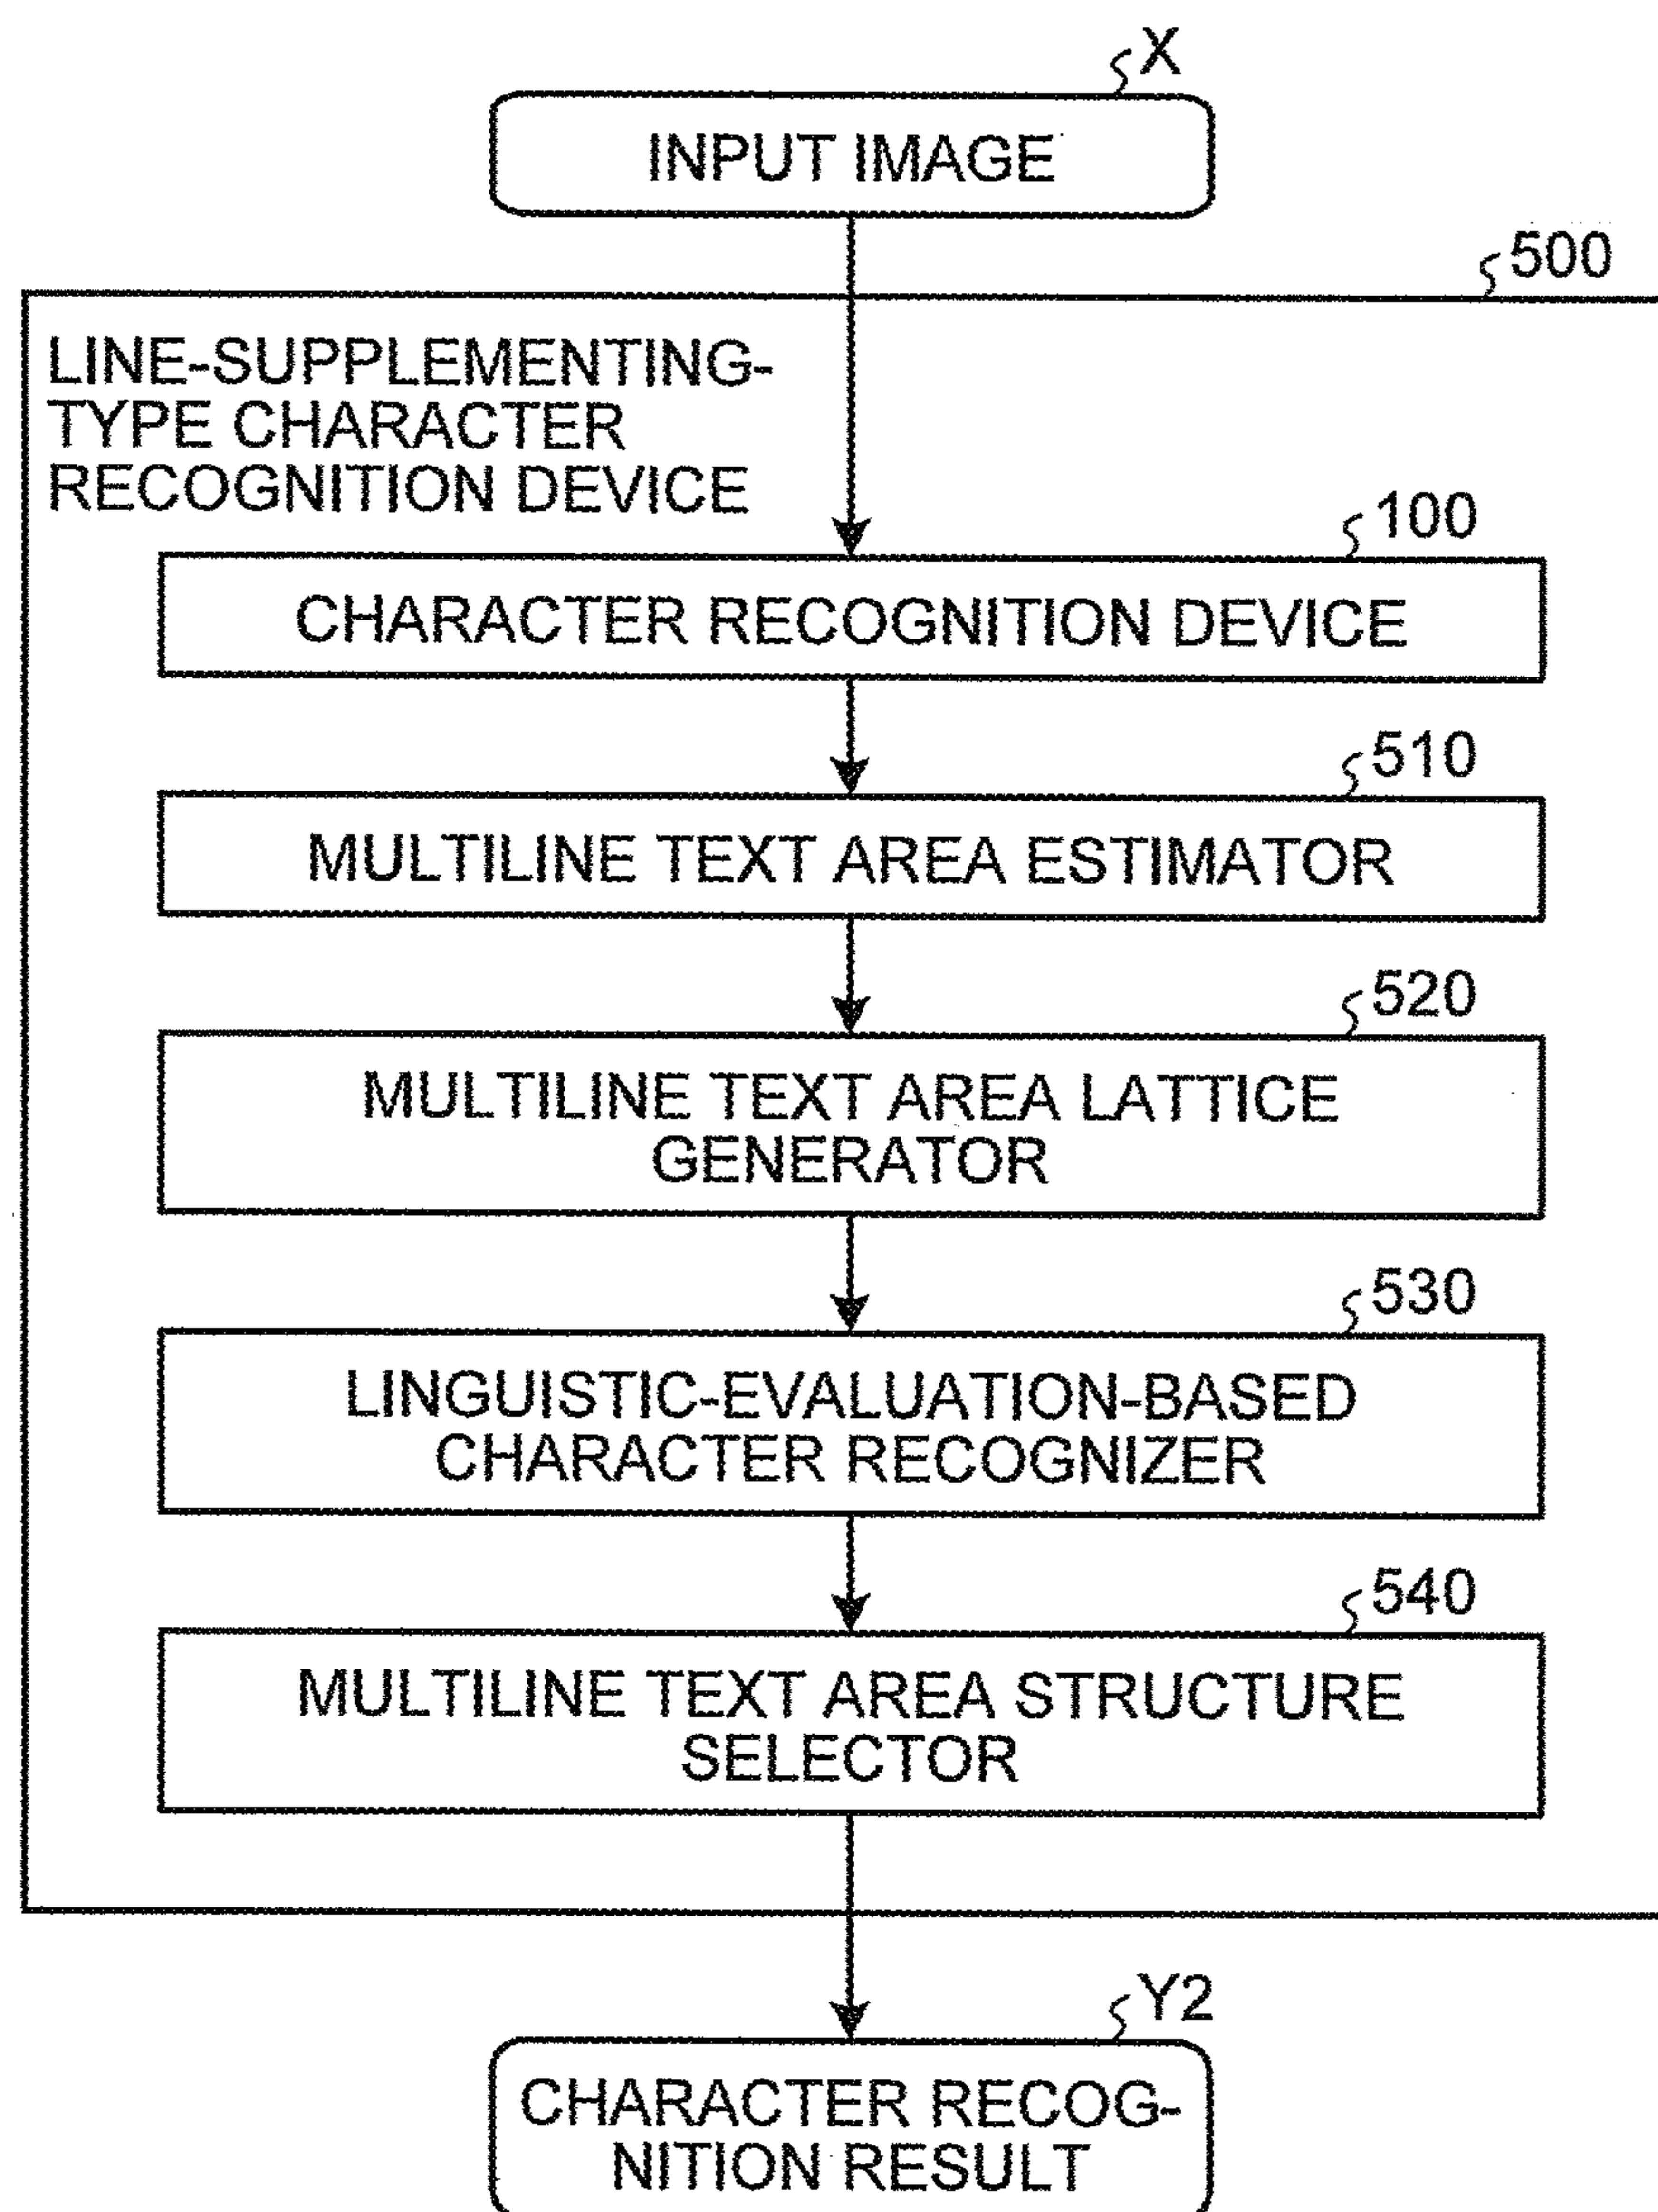 X
INPUT IMAGE
500
LINE-SUPPLEMENTING-
TYPE CHARACTER
RECOGNITION DEVICE
100
CHARACTER RECOGNITION DEVICE
510
MULTILINE TEXT AREA ESTIMATOR
520
MULTILINE TEXT AREA LATTICE
GENERATOR
530
LINGUISTIC-EVALUATION-BASED
CHARACTER RECOGNIZER
540
MULTILINE TEXT AREA STRUCTURE
SELECTOR
Y2
CHARACTER RECOG-
NITION RESULT